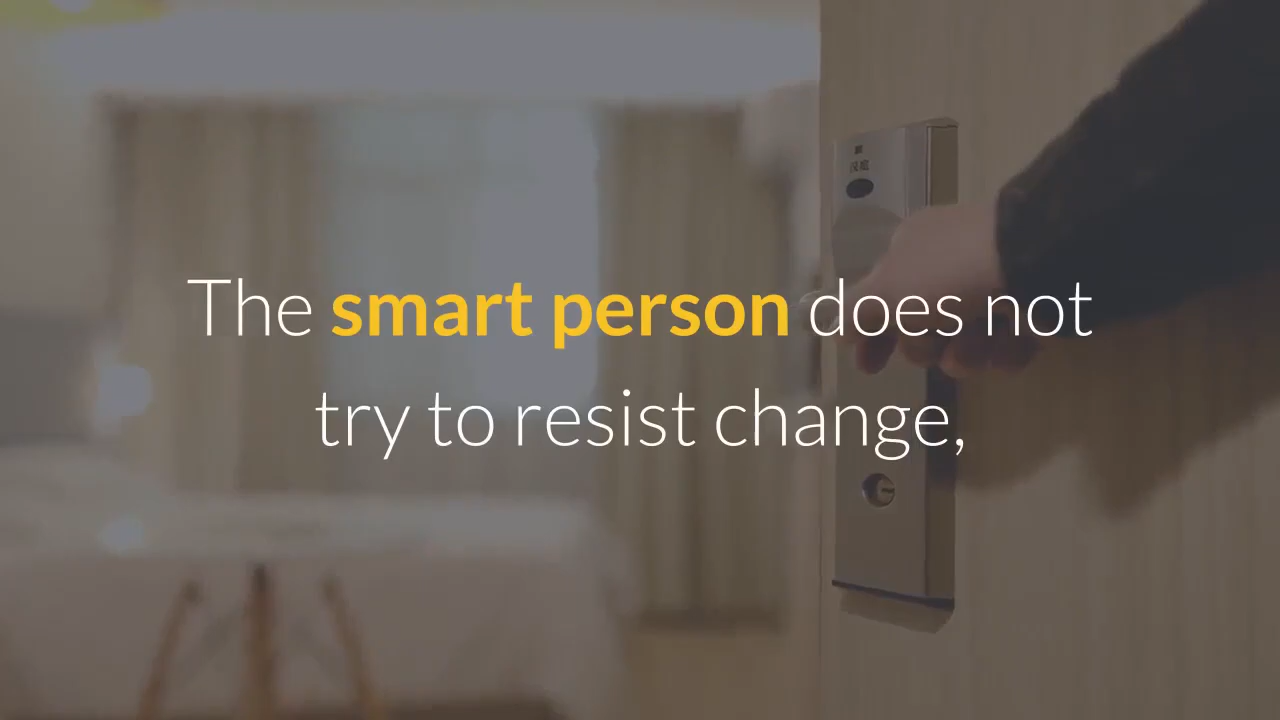 The smart person does not
try to resist change,